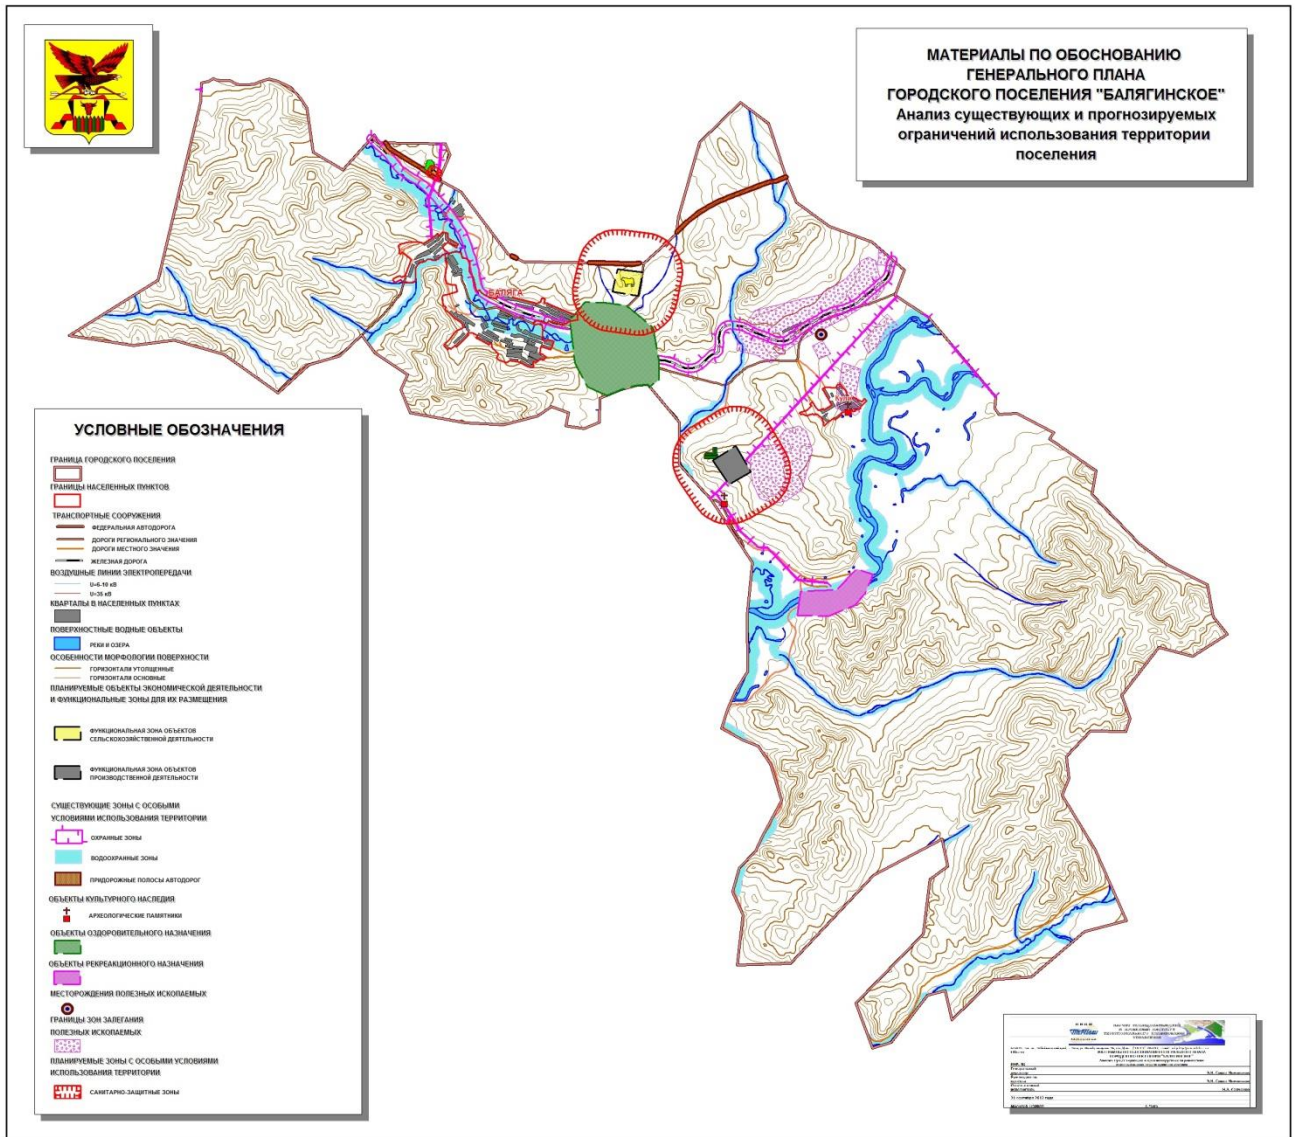 МАТЕРИАЛЫ ПО ОБОСНОВАНИЮ
ГЕНЕРАЛЬНОГО ПЛАНА
ГОРОДСКОГО ПОСЕЛЕНИЯ "БАЛЯГИНСКОЕ"
Анализ существующих и прогнозируемых
ограничений использования территории
поселения
БАЛЯГА
Кули
УСЛОВНЫЕ ОБОЗНАЧЕНИЯ
ГРАНИЦА ГОРОДСКОГО ПОСЕЛЕНИЯ
ГРАНИЦЫ НАСЕЛЕННЫХ ПУНКТОВ
ТРАНСПОРТНЫЕ СООРУЖЕНИЯ
ФЕДЕРАЛЬНАЯ АВТОДОРОГА
ДОРОГИ РЕГИОНАЛЬНОГО ЗНАЧЕНИЯ
ДОРОГИ МЕСТНОГО ЗНАЧЕНИЯ
ЖЕЛЕЗНАЯ ДОРОГА
ВОЗДУШНЫЕ ЛИНИИ ЭЛЕКТРОПЕРЕДАЧИ
U=6-10 кВ
U=35 кВ
КВАРТАЛЫ В НАСЕЛЕННЫХ ПУНКТАХ
ПОВЕРХНОСТНЫЕ ВОДНЫЕ ОБЪЕКТЫ
РЕКИ И ОЗЕРА
ОСОБЕННОСТИ МОРФОЛОГИИ ПОВЕРХНОСТИ
ГОРИЗОНТАЛИ УТОЛЩЕННЫЕ
ГОРИЗОНТАЛИ ОСНОВНЫЕ
ПЛАНИРУЕМЫЕ ОБЪЕКТЫ ЭКОНОМИЧЕСКОЙ ДЕЯТЕЛЬНОСТИ
И ФУНКЦИОНАЛЬНЫЕ ЗОНЫ ДЛЯ ИХ РАЗМЕЩЕНИЯ
ФУНКЦИОНАЛЬНАЯ ЗОНА ОБЪЕКТОВ
СЕЛЬСКОХОЗЯЙСТВЕННОЙ ДЕЯТЕЛЬНОСТИ
ФУНКЦИОНАЛЬНАЯ ЗОНА ОБЪЕКТОВ
ПРОИЗВОДСТВЕННОЙ ДЕЯТЕЛЬНОСТИ
СУЩЕСТВУЮЩИЕ ЗОНЫ С ОСОБЫМИ
УСЛОВИЯМИ ИСПОЛЬЗОВАНИЯ ТЕРРИТОРИИ
ОХРАННЫЕ ЗОНЫ
ВОДООХРАННЫЕ ЗОНЫ
ПРИДОРОЖНЫЕ ПОЛОСЫ АВТОДОРОГ
ОБЪЕКТЫ КУЛЬТУРНОГО НАСЛЕДИЯ
АРХЕОЛОГИЧЕСКИЕ ПАМЯТНИКИ
ОБЪЕКТЫ ОЗДОРОВИТЕЛЬНОГО НАЗНАЧЕНИЯ
ОБЪЕКТЫ РЕКРЕАКЦИОННОГО НАЗНАЧЕНИЯ
МЕСТОРОЖДЕНИЯ ПОЛЕЗНЫХ ИСКОПАЕМЫХ
ГРАНИЦЫ ЗОН ЗАЛЕГАНИЯ
ПОЛЕЗНЫХ ИСКОПАЕМЫХ
ПЛАНИРУЕМЫЕ ЗОНЫ С ОСОБЫМИ УСЛОВИЯМИ
ИСПОЛЬЗОВАНИЯ ТЕРРИТОРИИ
САНИТАРНО-ЗАЩИТНЫЕ ЗОНЫ